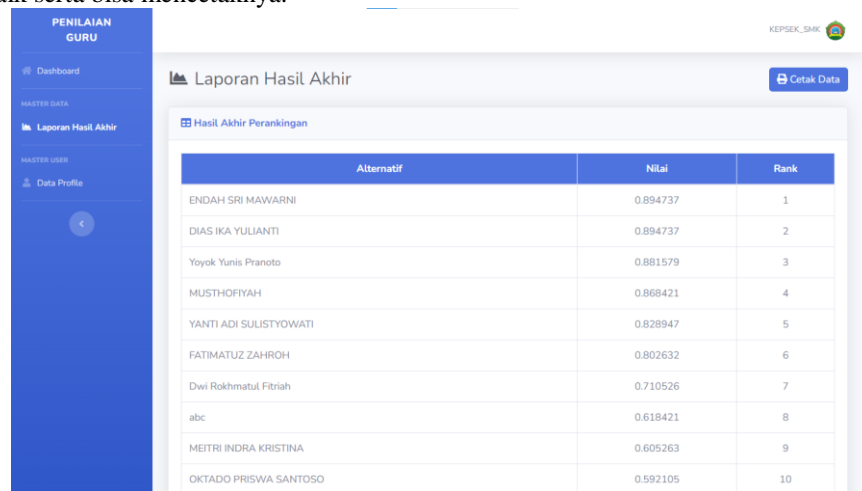 serta bisa mencetaknya.
PENILAIAN
GURU
KEPSEK_SMK
Dashboard
Laporan Hasil Akhir
Cetak Data
MASTER DATA
Laporan Hasil Akhir
Hasil Akhir Perankingan
MASTER USER
Data Profile
Alternatif Nilai Rank
ENDAH SRI MAWARNI 0.894737 1
DIAS IKA YULIANTI 0.894737 2
Yoyok Yunis Pranoto 0.881579 3
MUSTHOFIYAH 0.868421 4
YANTI ADI SULISTYOWATI 0.828947 5
FATIMATUZ ZAHROH 0.802632 6
Dwi Rokhmatul Fitriah 0.710526 7
abc 0.618421 8
MEITRI INDRA KRISTINA 0.605263 9
OKTADO PRISWA SANTOSO 0.592105 10